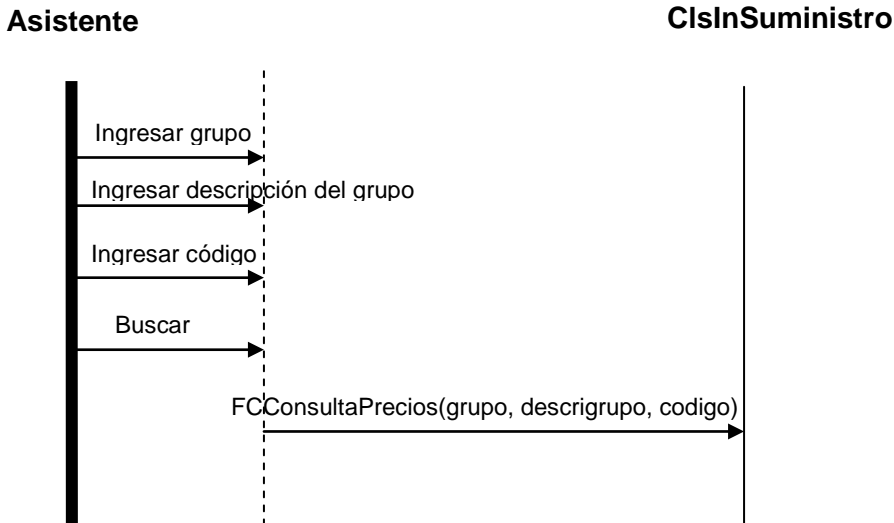 Asistente
ClsInSuministro
Ingresar grupo
Ingresar descripción del grupo
Ingresar código
Buscar
FCConsultaPrecios(grupo, descrigrupo, codigo)